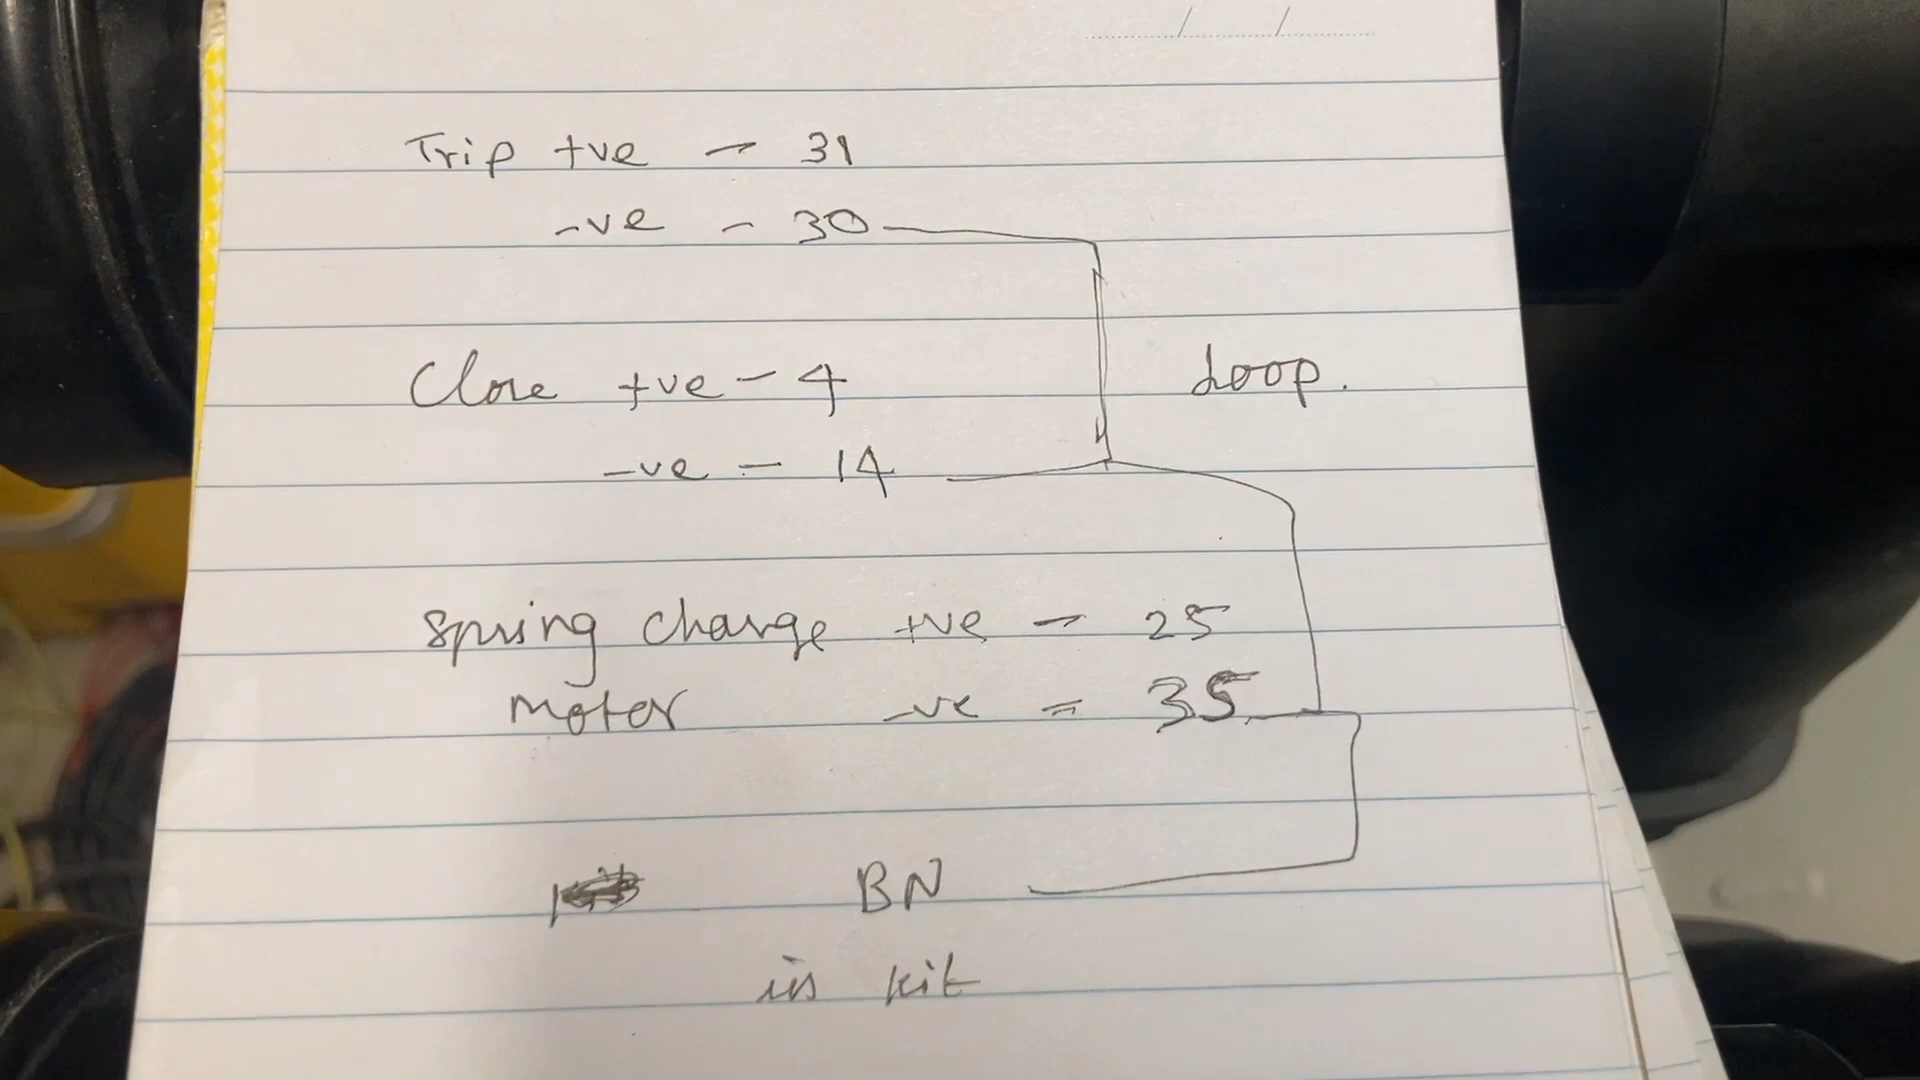 Trip +ve - 31
-ve - 30
Close +ve - 4
Loop.
-ve - 14
Spring charge +ve - 25
motor -ve = 35
BN
in kit